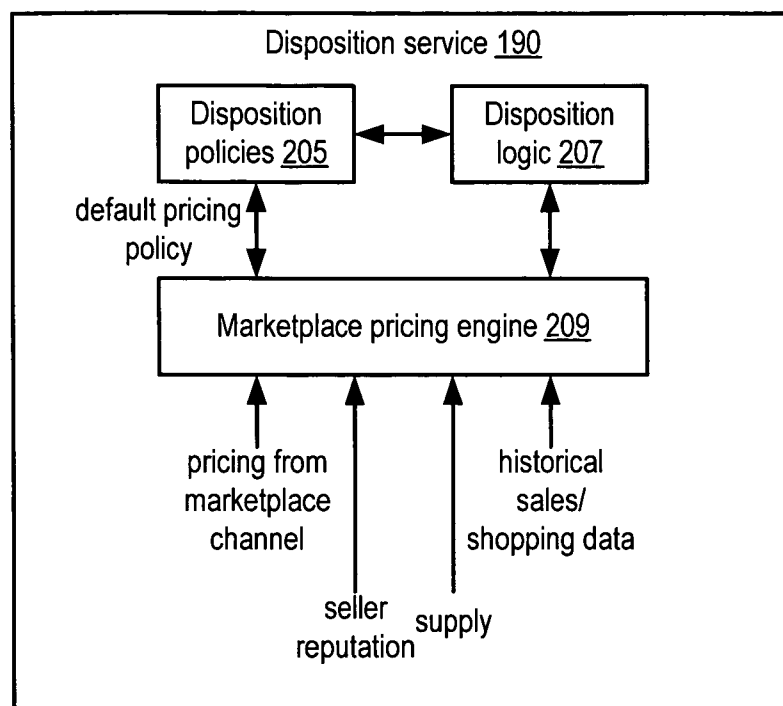 Disposition service 190
Disposition
policies 205
Disposition
logic 207
default pricing
policy
Marketplace pricing engine 209
pricing from
marketplace
channel
historical
sales/
shopping data
seller
reputation
supply